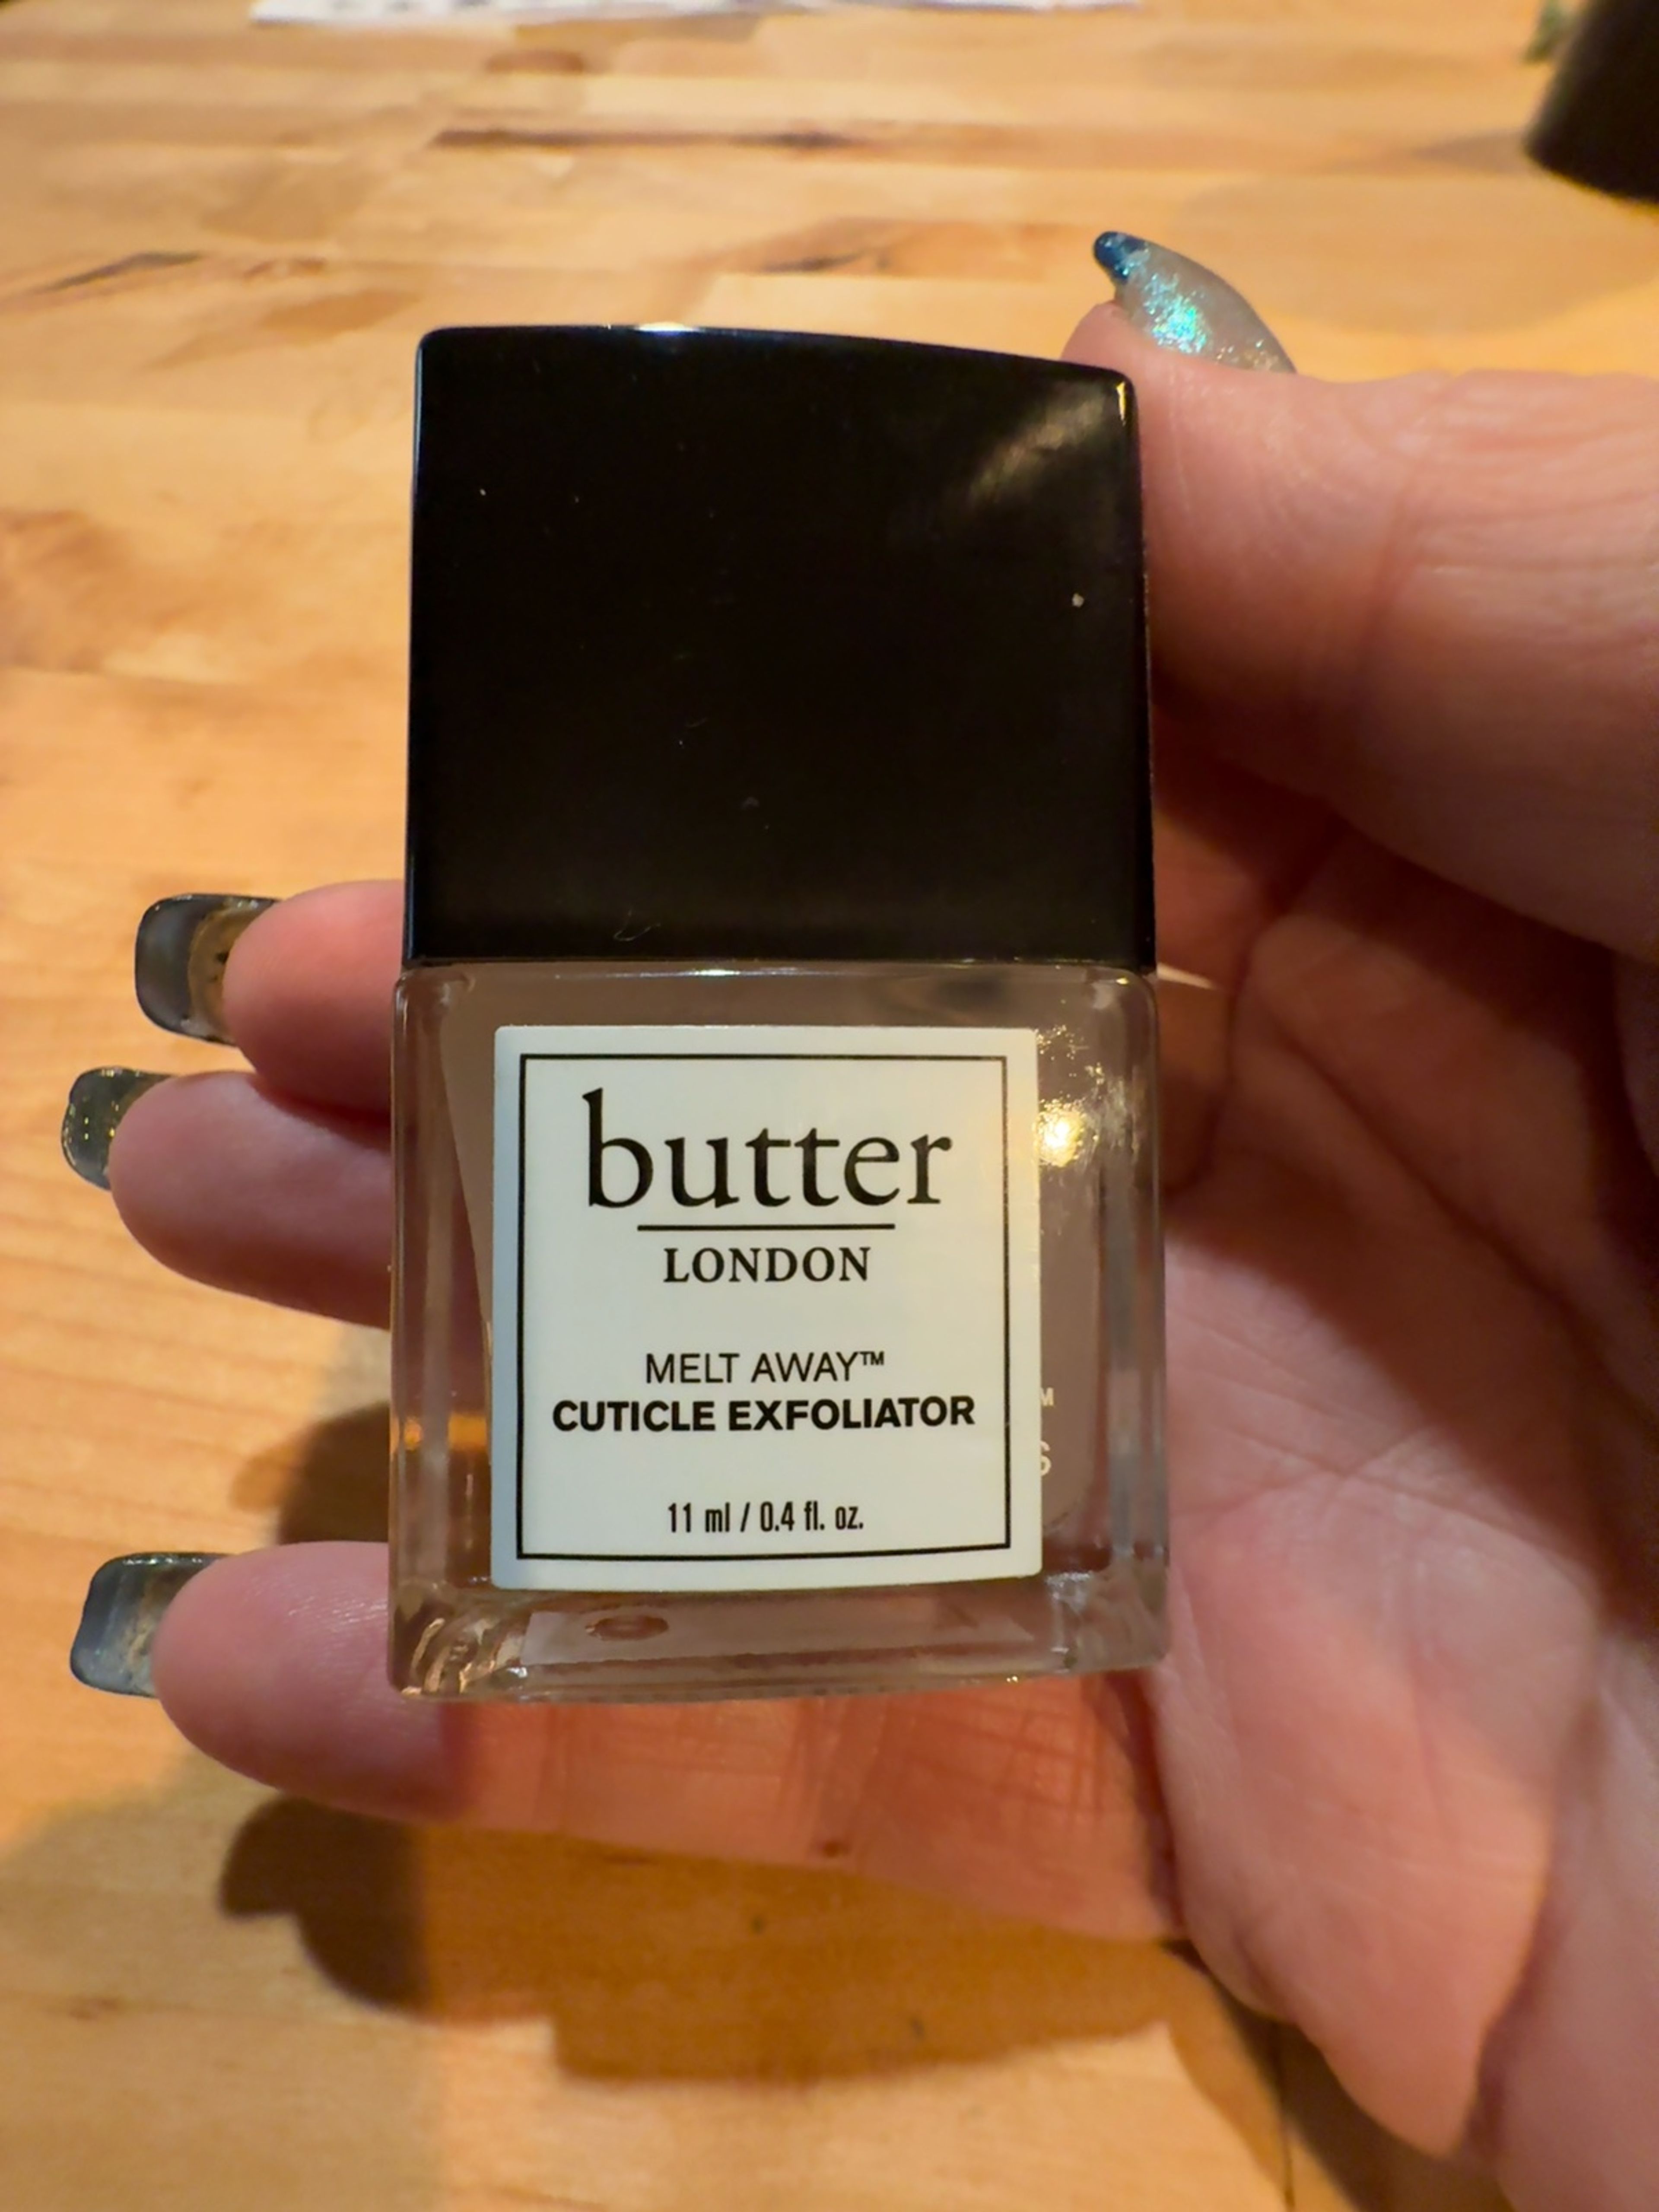 butter
LONDON
MELT AWAY™
CUTICLE EXFOLIATOR
11 ml / 0.4 fl. oz.